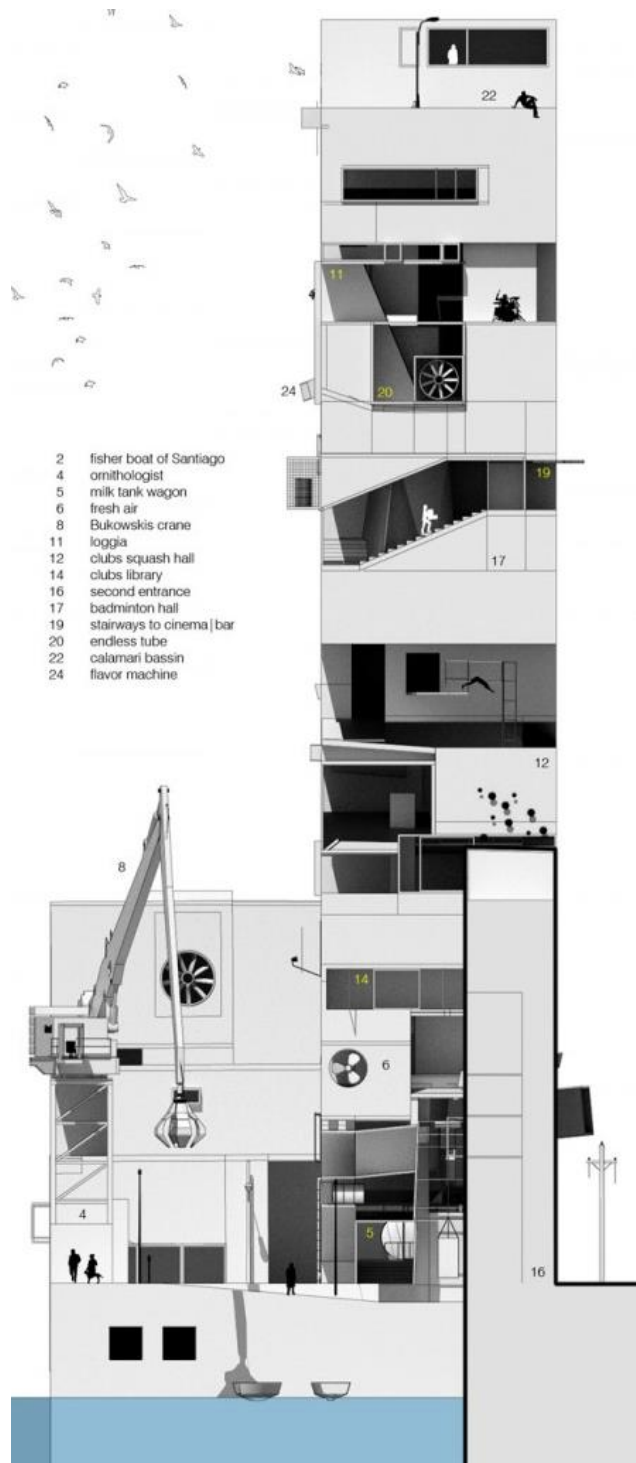 22
11
24
20
2 fisher boat of Santiago
4 ornithologist
5 milk tank wagon
6 fresh air
8 Bukowskis crane
11 loggia
12 clubs squash hall
14 clubs library
16 second entrance
17 badminton hall
19 stairways to cinema|bar
20 endless tube
22 calamari bassin
24 flavor machine
19
17
12
8
14
6
4
5
16